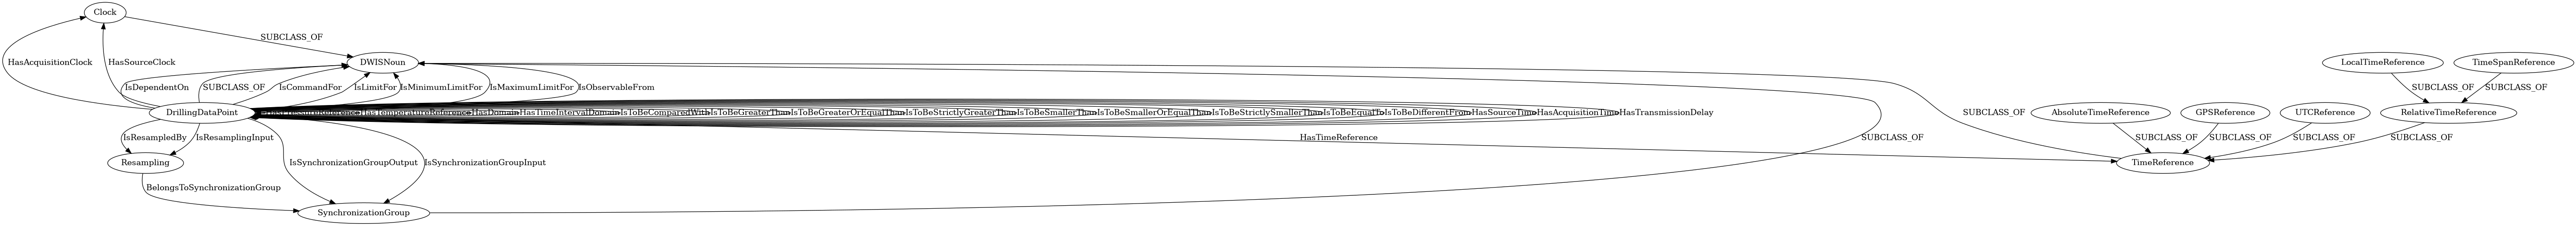 Clock
SUBCLASS_OF
HasAcquisitionClock
HasSourceClock
DWISNoun
LocalTimeReference
TimeSpanReference
IsDependentOn
SUBCLASS_OF
IsCommandFor
IsLimitFor
IsMinimumLimitFor
IsMaximumLimitFor
IsObservableFrom
SUBCLASS_OF
SUBCLASS_OF
DrillingDataPoint
HasPressureReference
HasTemperatureReference
HasDomain
HasTimeIntervalDomain
IsToBeComparedWith
IsToBeGreaterThan
IsToBeGreaterOrEqualThan
IsToBeStrictlyGreaterThan
IsToBeSmallerThan
IsToBeSmallerOrEqualThan
IsToBeStrictlySmallerThan
IsToBeEqualTo
IsToBeDifferentFrom
HasSourceTime
HasAcquisitionTime
HasTransmissionDelay
SUBCLASS_OF
AbsoluteTimeReference
GPSReference
UTCReference
RelativeTimeReference
IsResampledBy
IsResamplingInput
HasTimeReference
SUBCLASS_OF
SUBCLASS_OF
SUBCLASS_OF
SUBCLASS_OF
SUBCLASS_OF
Resampling
IsSynchronizationGroupOutput
IsSynchronizationGroupInput
TimeReference
BelongsToSynchronizationGroup
SynchronizationGroup